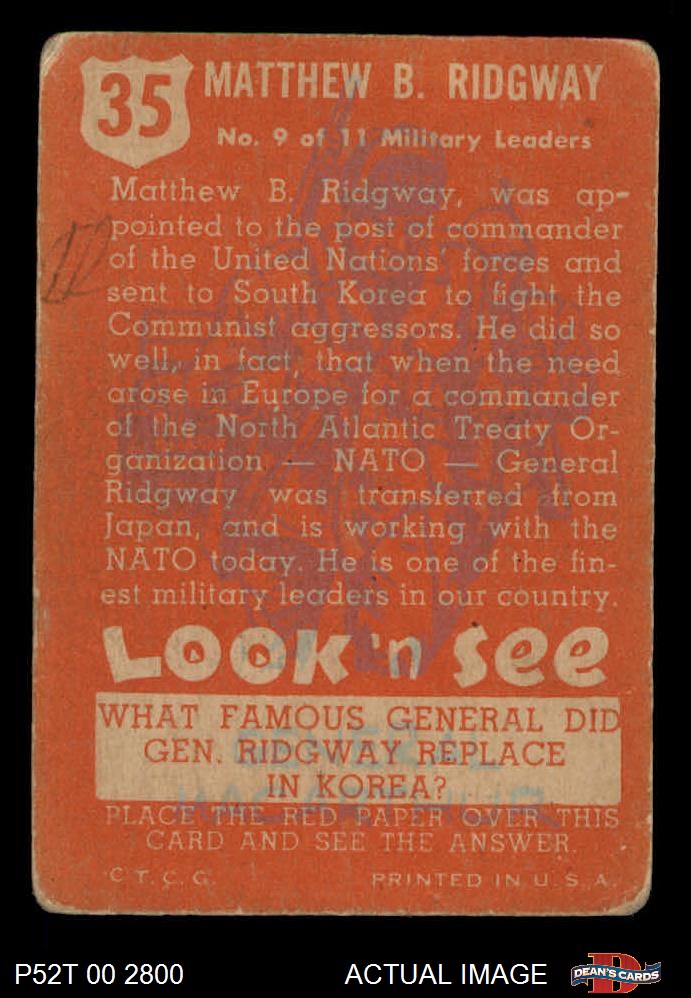 35
MATTHEW B. RIDGWAY
No. 9 of 11 Military Leaders
Matthew B. Ridgway, was ap-
pointed to the post of commander
of the United Nations' forces and
sent to South Korea to fight the
Communist aggressors. He did so
well, in fact, that when the need
arose in Europe for a commander
of the North Atlantic Treaty Or-
ganization — NATO — General
Ridgway was transferred from
Japan, and is working with the
NATO today. He is one of the fin-
est military leaders in our country.
LOOK 'n See
WHAT FAMOUS GENERAL DID
GEN. RIDGWAY REPLACE
IN KOREA?
GENERAL
MACARTHUR
PLACE THE RED PAPER OVER THIS
CARD AND SEE THE ANSWER.
C T. C. G. PRINTED IN U. S. A.
P52T 00 2800 ACTUAL IMAGE DEAN'S CARDS